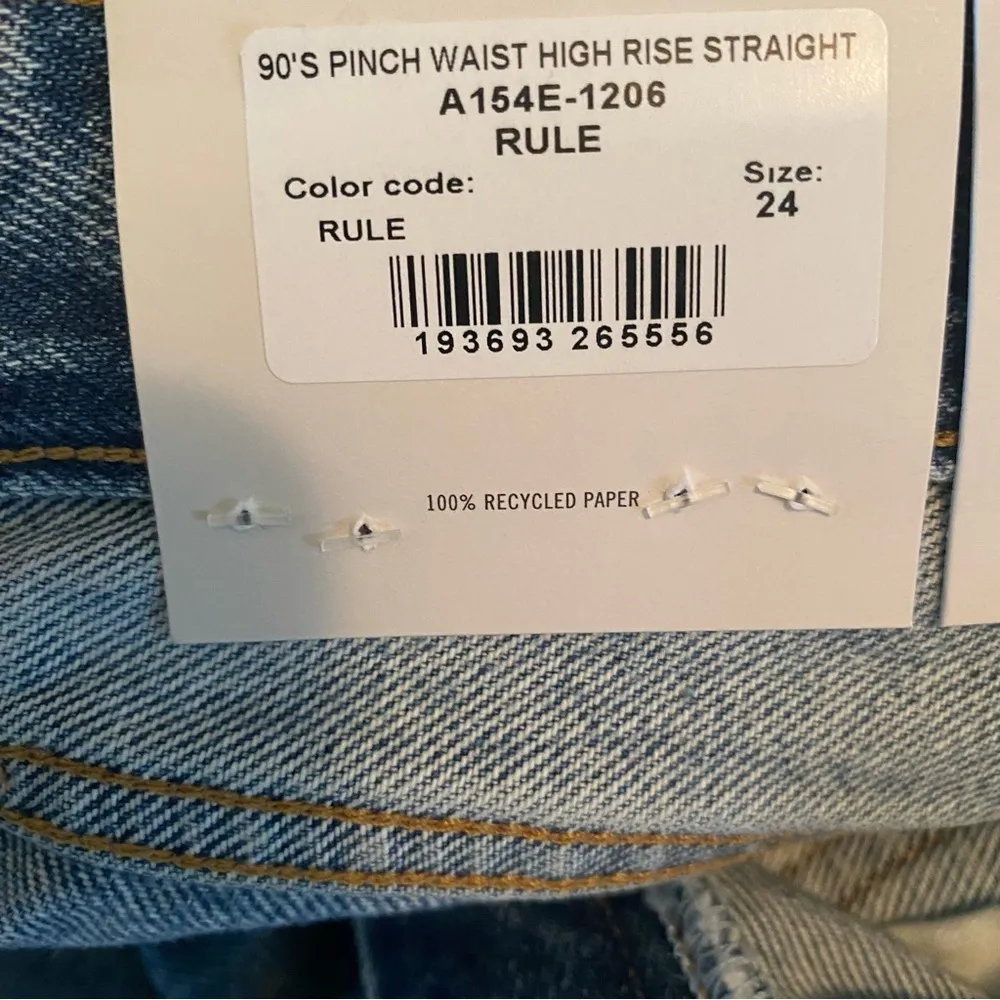 90'S PINCH WAIST HIGH RISE STRAIGHT
A154E-1206
RULE
Color code:
RULE
Size:
24
193693 265556
100% RECYCLED PAPER